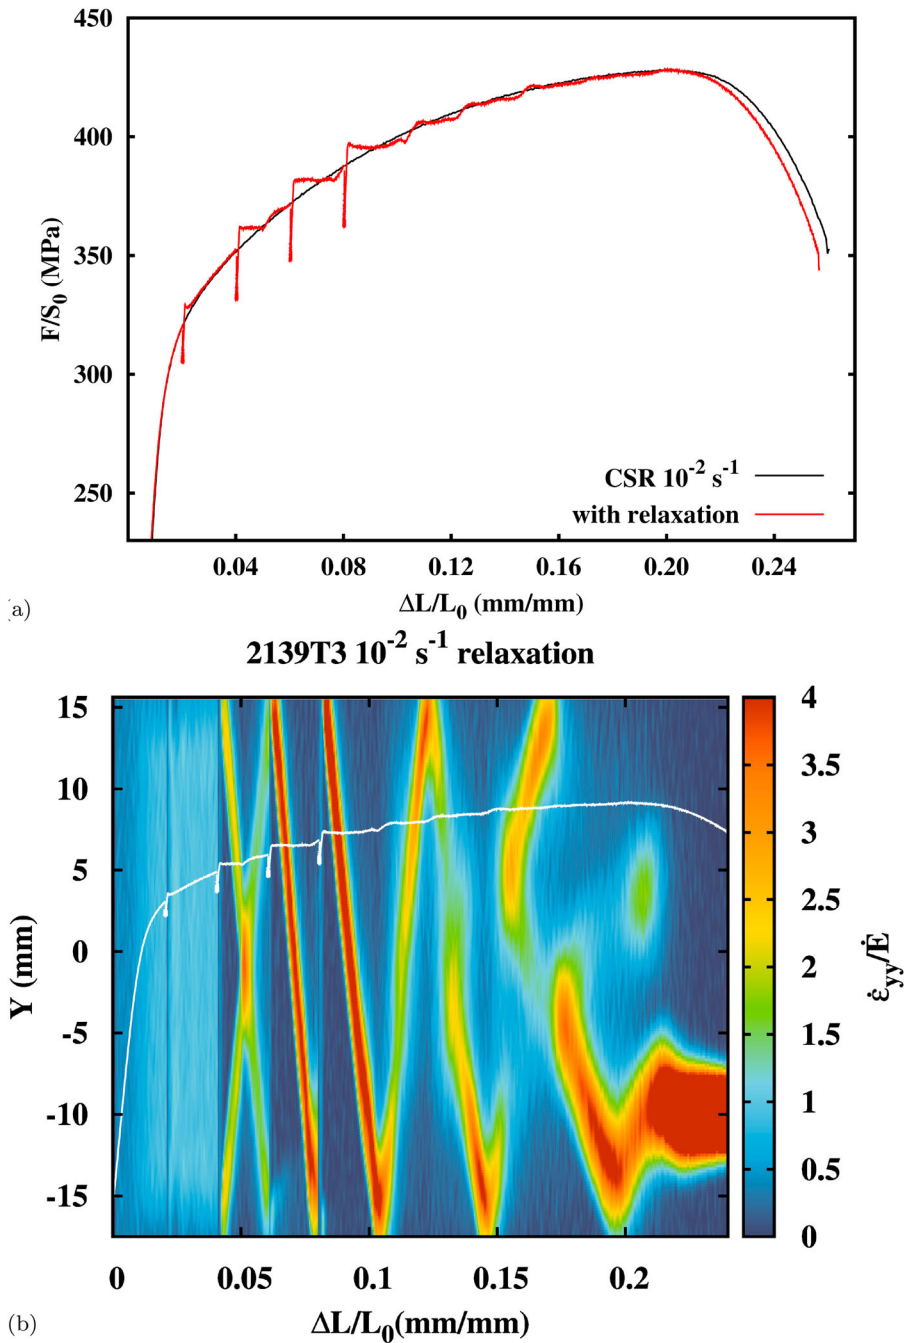 450
400
350
300
250
F/S₀ (MPa)
CSR 10⁻² s⁻¹
with relaxation
0.04 0.08 0.12 0.16 0.20 0.24
ΔL/L₀ (mm/mm)
a)
2139T3 10⁻² s⁻¹ relaxation
15
10
5
0
-5
-10
-15
Y (mm)
4
3.5
3
2.5
2
1.5
1
0.5
0
ε̇yy/Ė
0 0.05 0.1 0.15 0.2
ΔL/L₀(mm/mm)
(b)